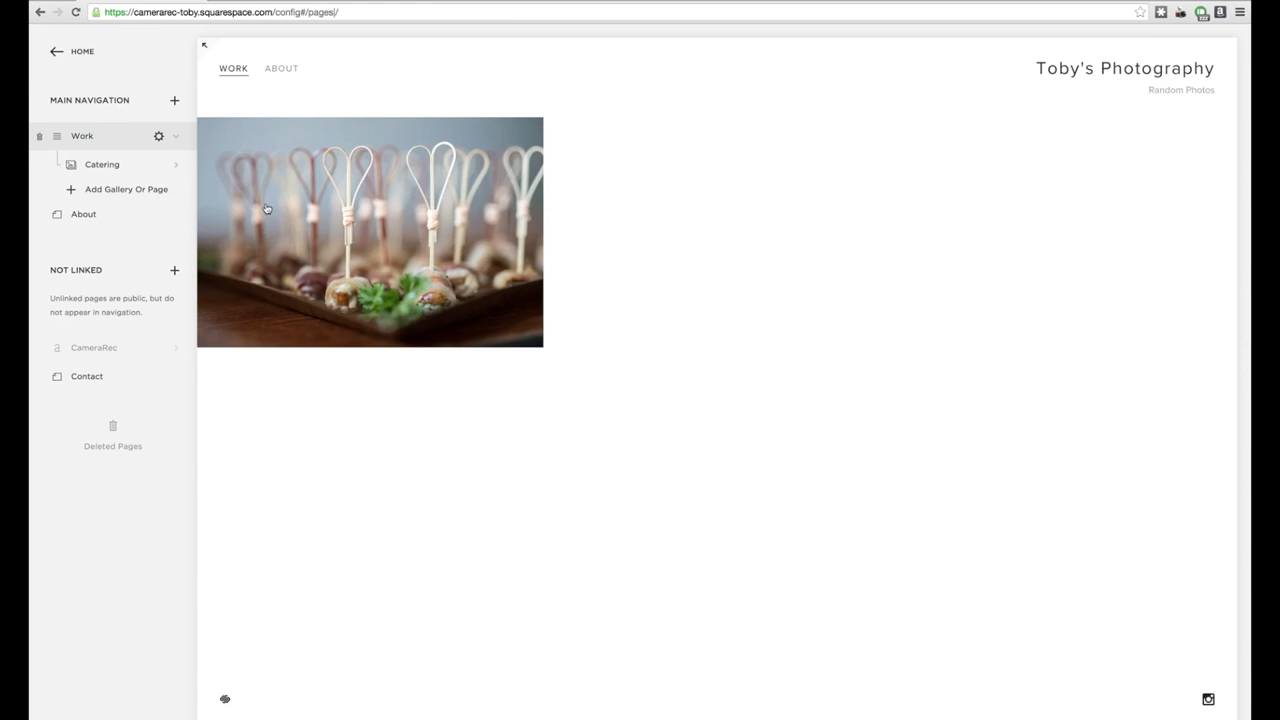 https://camerarec-toby.squarespace.com/config#/pages/
HOME
MAIN NAVIGATION
Work
Catering
Add Gallery Or Page
About
NOT LINKED
Unlinked pages are public, but do
not appear in navigation.
CameraRec
Contact
Deleted Pages
WORK ABOUT
Toby's Photography
Random Photos